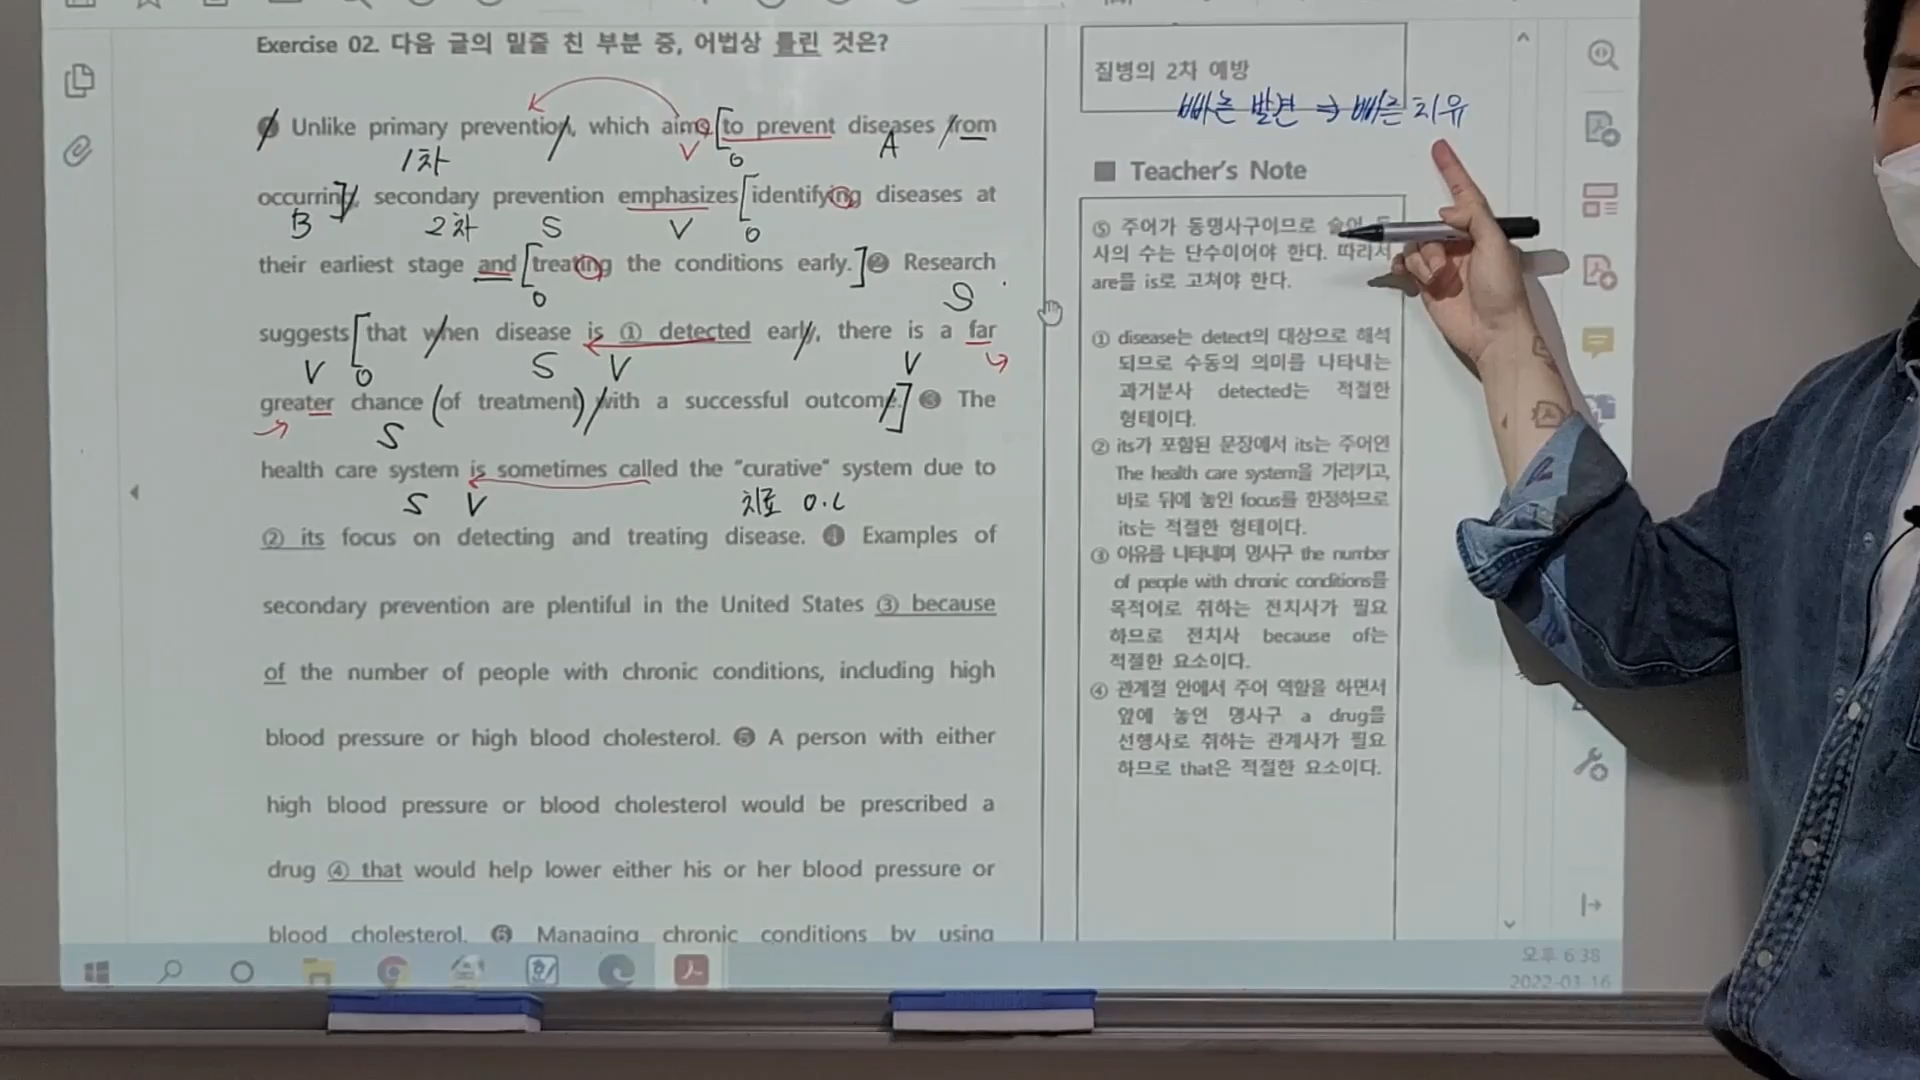 Exercise 02. 다음 글의 밑줄 친 부분 중, 어법상 틀린 것은?
❶ Unlike primary prevention, which aims to prevent diseases from
1차 V O A
occurring, secondary prevention emphasizes identifying diseases at
B 2차 S V O
their earliest stage and treating the conditions early. ❷ Research
O S
suggests that when disease is ① detected early, there is a far
V O S V V
greater chance (of treatment) with a successful outcome. ❸ The
S
health care system is sometimes called the "curative" system due to
S V 치료 O.C
② its focus on detecting and treating disease. ❹ Examples of
secondary prevention are plentiful in the United States ③ because
of the number of people with chronic conditions, including high
blood pressure or high blood cholesterol. ❺ A person with either
high blood pressure or blood cholesterol would be prescribed a
drug ④ that would help lower either his or her blood pressure or
blood cholesterol. ❻ Managing chronic conditions by using
질병의 2차 예방
빠른 발견 ⇒ 빠른 치유
■ Teacher's Note
⑤ 주어가 동명사구이므로 술어 동
시의 수는 단수이어야 한다. 따라서
are를 is로 고쳐야 한다.
① disease는 detect의 대상으로 해석
되므로 수동의 의미를 나타내는
과거분사 detected는 적절한
형태이다.
② its가 포함된 문장에서 its는 주어인
The health care system을 가리키고,
바로 뒤에 놓인 focus를 한정하므로
its는 적절한 형태이다.
③ 이유를 나타내며 명사구 the number
of people with chronic conditions를
목적어로 취하는 전치사가 필요
하므로 전치사 because of는
적절한 요소이다.
④ 관계절 안에서 주어 역할을 하면서
앞에 놓인 명사구 a drug를
선행사로 취하는 관계사가 필요
하므로 that은 적절한 요소이다.
오후 6:38
2022-03-16